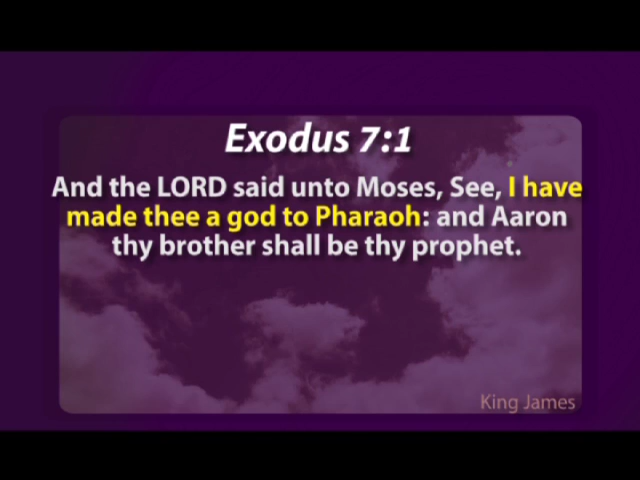 Exodus 7:1
And the LORD said unto Moses, See, I have
made thee a god to Pharaoh: and Aaron
thy brother shall be thy prophet.
King James